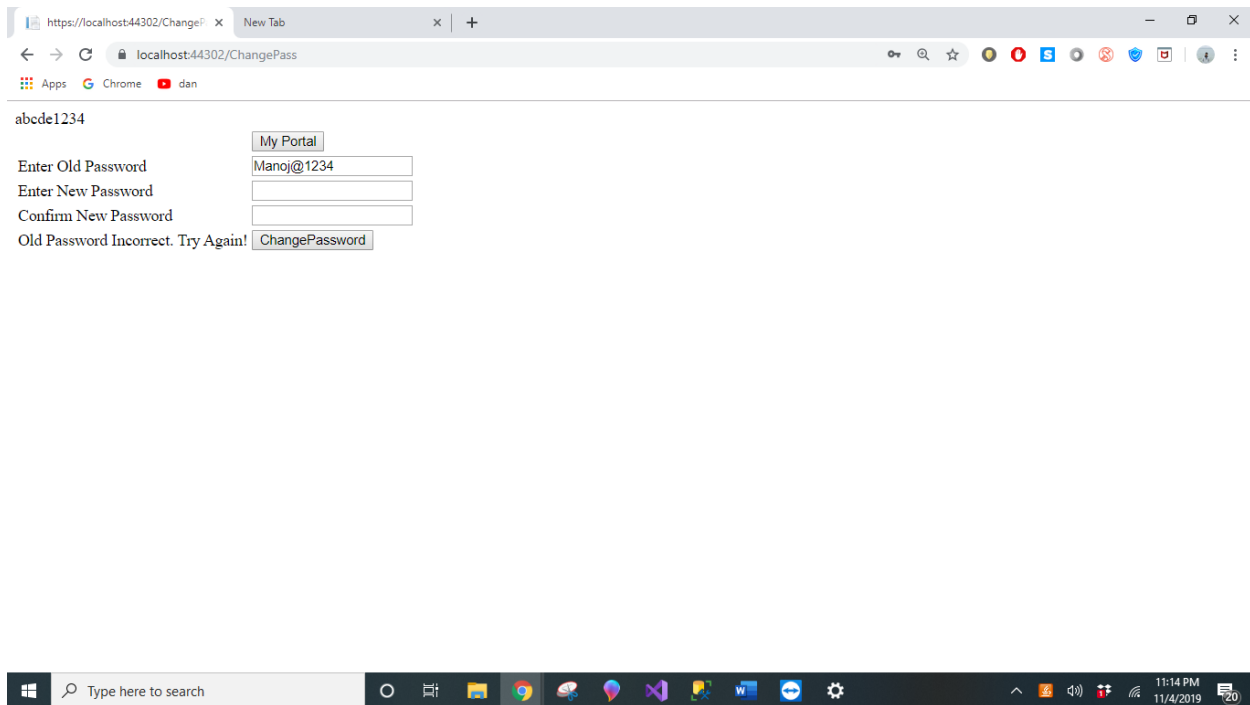 https://localhost:44302/ChangeP
New Tab
localhost:44302/ChangePass
Apps
Chrome
dan
abcde1234
My Portal
Enter Old Password
Manoj@1234
Enter New Password
Confirm New Password
Old Password Incorrect. Try Again!
ChangePassword
Type here to search
11:14 PM
11/4/2019
20